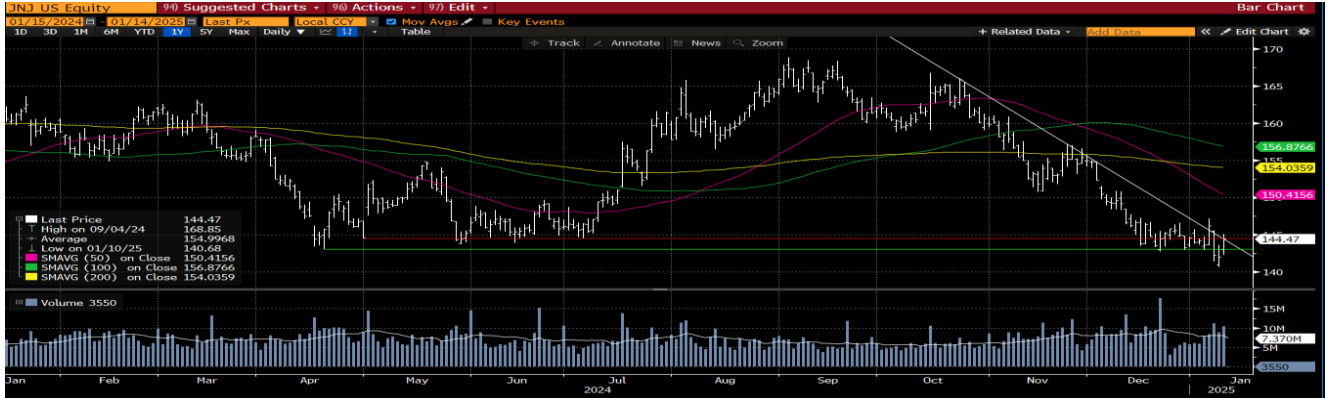 JNJ US Equity 94) Suggested Charts 96) Actions 97) Edit Bar Chart
01/15/2024 - 01/14/2025 Last Px Local CCY Mov Avgs Key Events
1D 3D 1M 6M YTD 1Y 5Y Max Daily ▼ Table + Related Data Add Data « Edit Chart
Track Annotate News Zoom
170
165
160
156.8766
155
154.0359
150.4156
150
145
144.47
140
Last Price 144.47
High on 09/04/24 168.85
Average 154.9968
Low on 01/10/25 140.68
SMAVG (50) on Close 150.4156
SMAVG (100) on Close 156.8766
SMAVG (200) on Close 154.0359
Volume 3550
15M
10M
7.370M
5M
3550
Jan Feb Mar Apr May Jun Jul Aug Sep Oct Nov Dec Jan
2024 2025